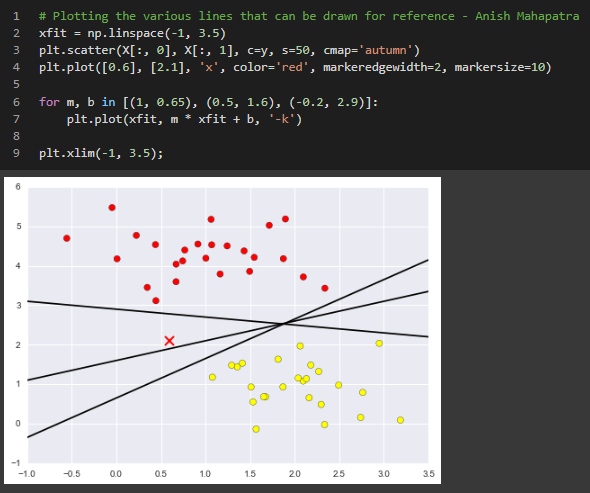 1 # Plotting the various lines that can be drawn for reference - Anish Mahapatra
2 xfit = np.linspace(-1, 3.5)
3 plt.scatter(X[:, 0], X[:, 1], c=y, s=50, cmap='autumn')
4 plt.plot([0.6], [2.1], 'x', color='red', markeredgewidth=2, markersize=10)
5
6 for m, b in [(1, 0.65), (0.5, 1.6), (-0.2, 2.9)]:
7     plt.plot(xfit, m * xfit + b, '-k')
8
9 plt.xlim(-1, 3.5);
6
5
4
3
2
1
0
−1
−1.0 −0.5 0.0 0.5 1.0 1.5 2.0 2.5 3.0 3.5